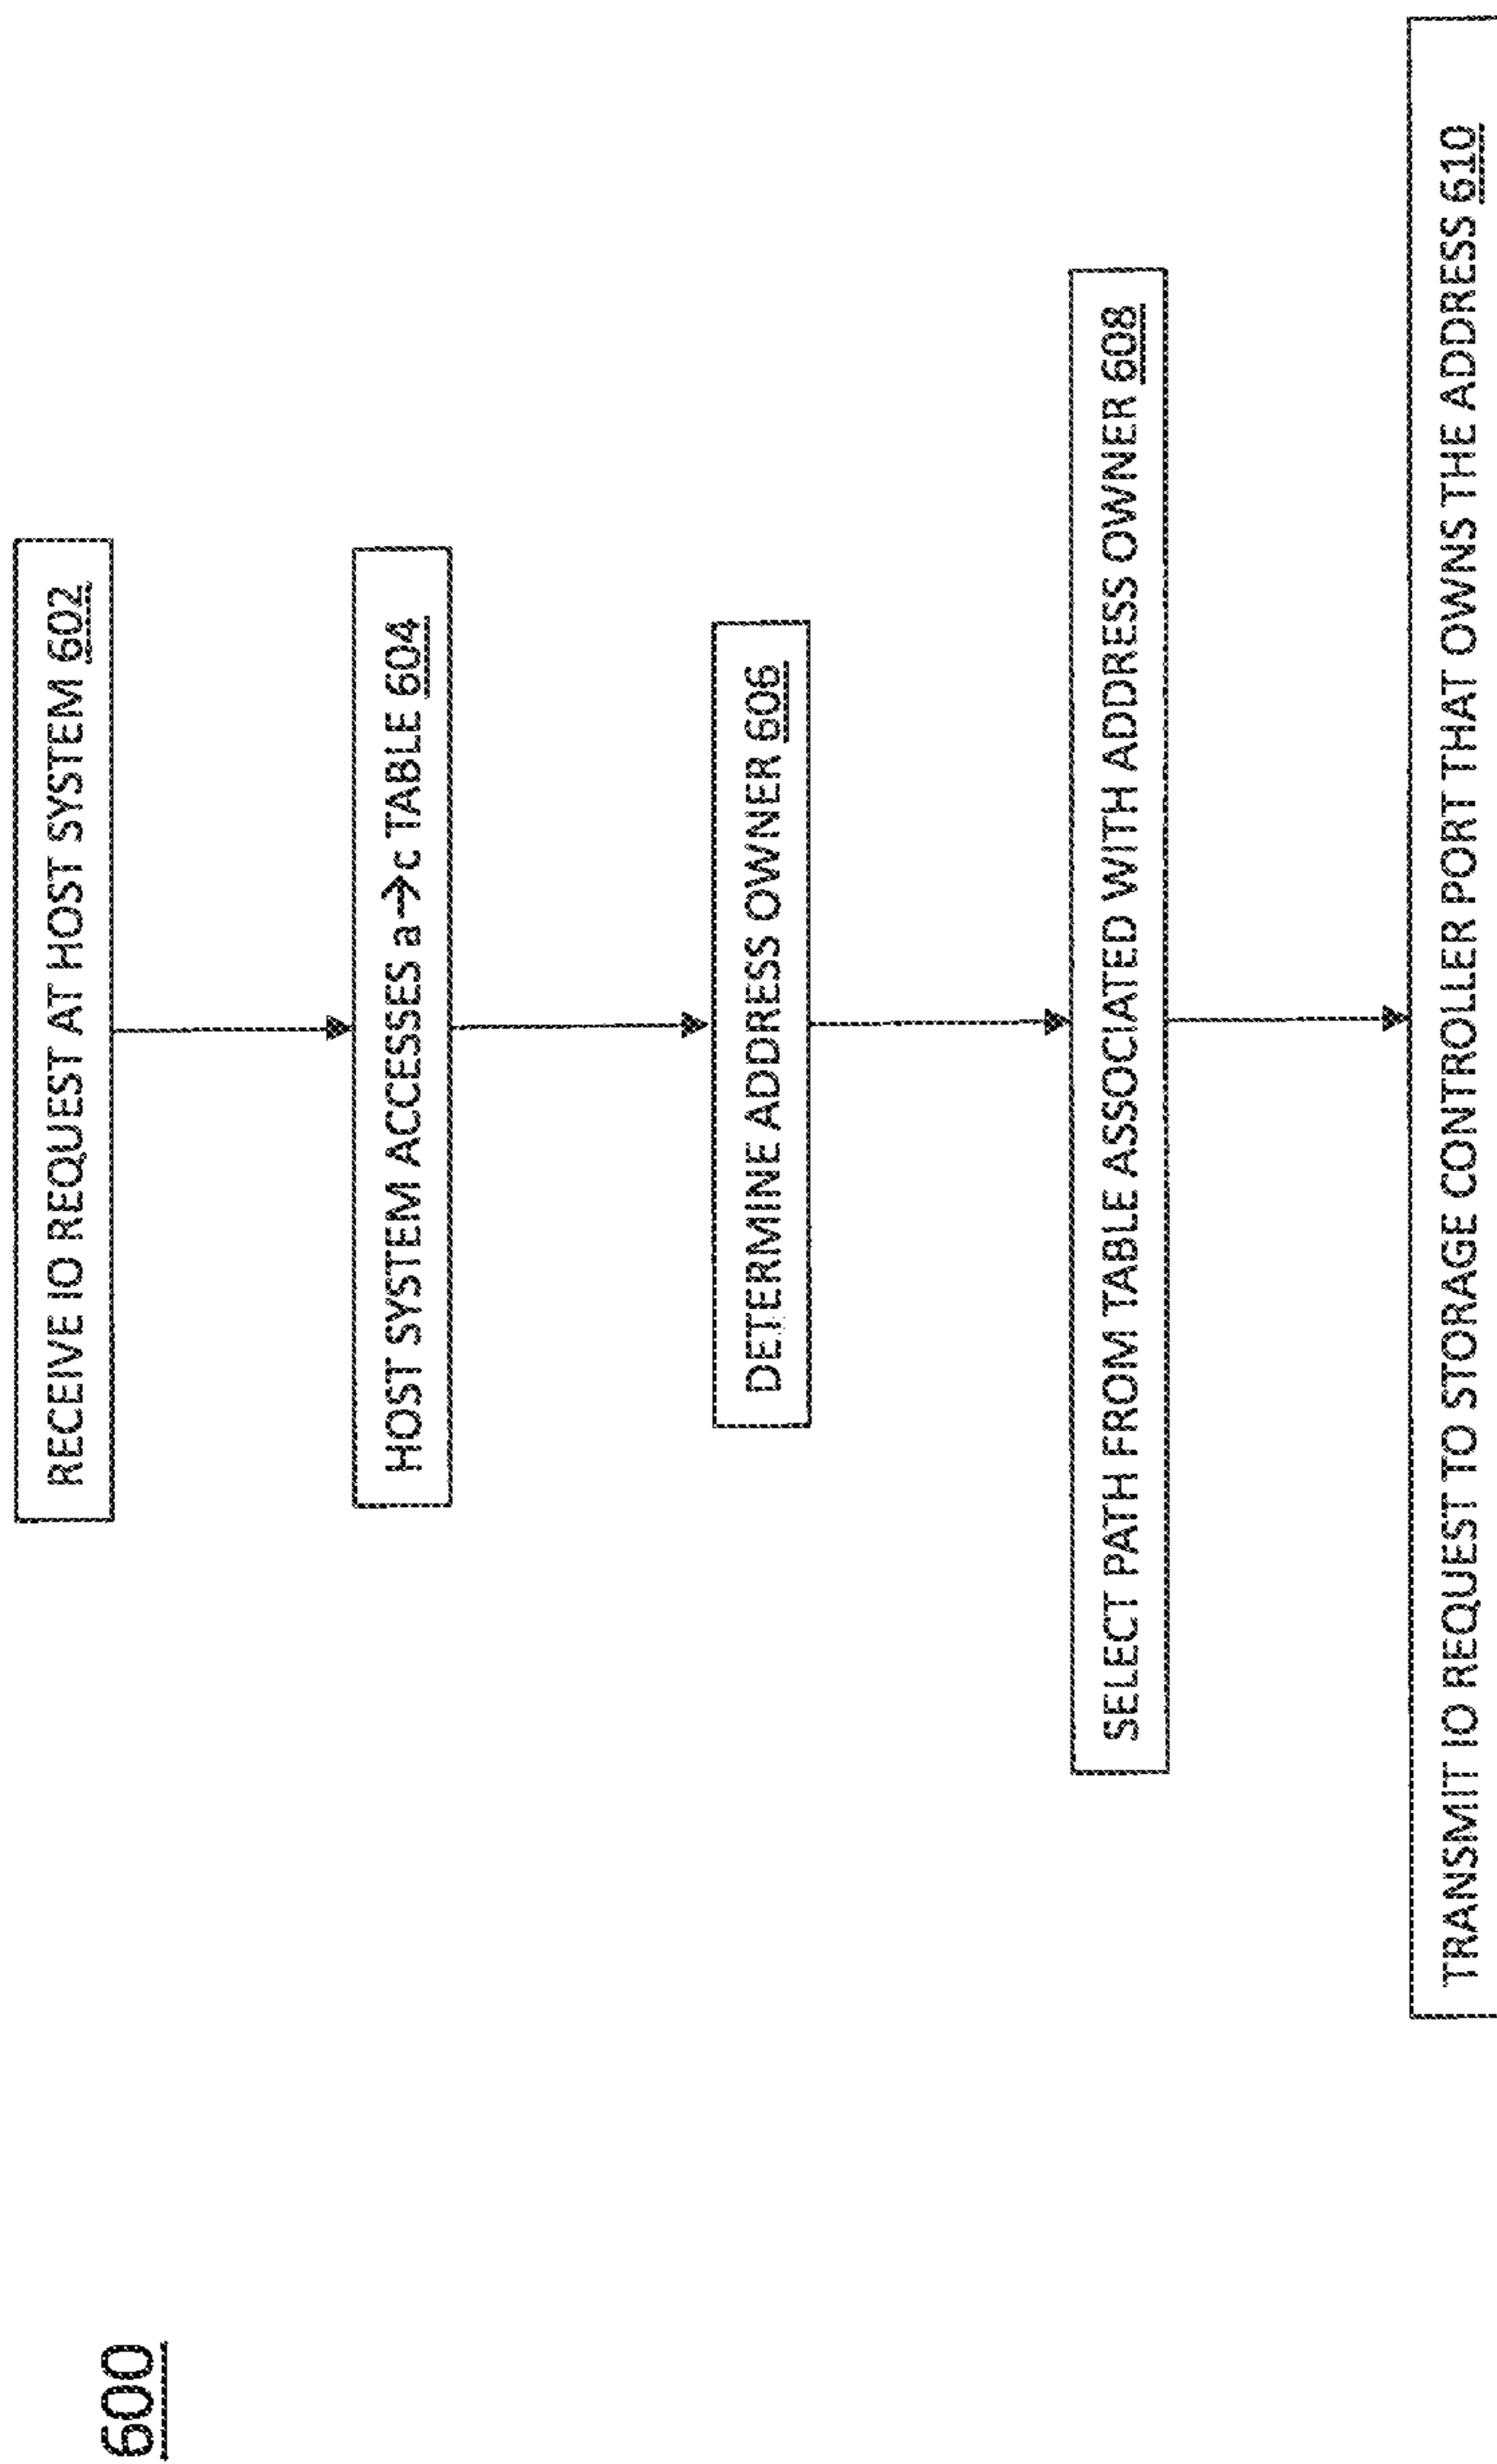 600
RECEIVE IO REQUEST AT HOST SYSTEM 602
HOST SYSTEM ACCESSES a→c TABLE 604
DETERMINE ADDRESS OWNER 606
SELECT PATH FROM TABLE ASSOCIATED WITH ADDRESS OWNER 608
TRANSMIT IO REQUEST TO STORAGE CONTROLLER PORT THAT OWNS THE ADDRESS 610